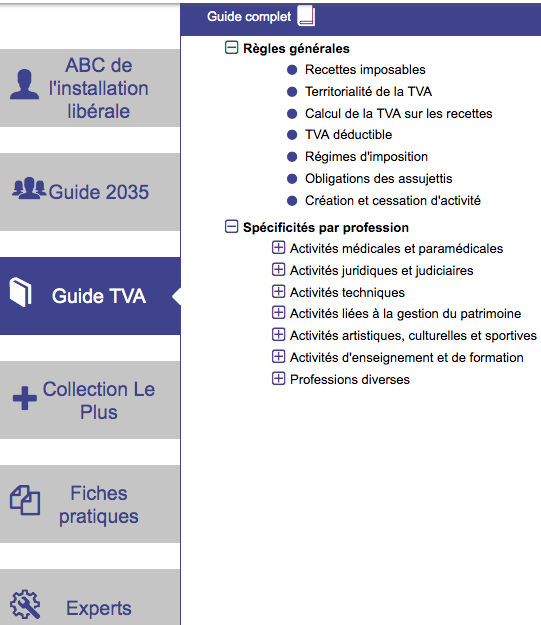 Guide complet
ABC de
l'installation
libérale
Guide 2035
Guide TVA
Collection Le
Plus
Fiches
pratiques
Experts
Règles générales
Recettes imposables
Territorialité de la TVA
Calcul de la TVA sur les recettes
TVA déductible
Régimes d'imposition
Obligations des assujettis
Création et cessation d'activité
Spécificités par profession
Activités médicales et paramédicales
Activités juridiques et judiciaires
Activités techniques
Activités liées à la gestion du patrimoine
Activités artistiques, culturelles et sportives
Activités d'enseignement et de formation
Professions diverses